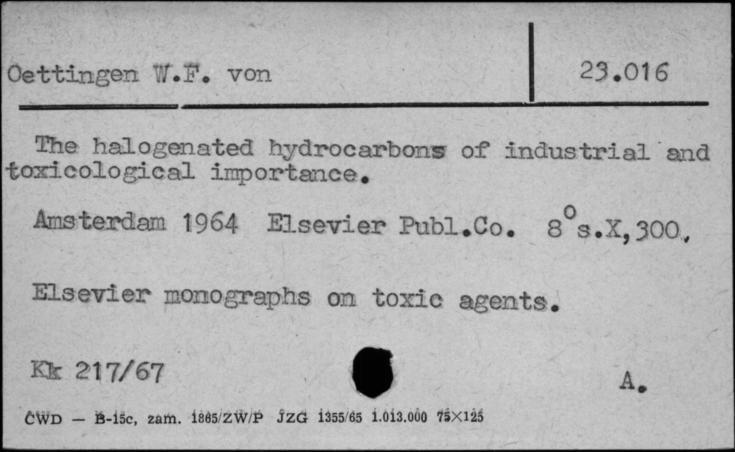 Oettingen W.F. von
23.016
The halogenated hydrocarbons of industrial and
toxicological importance.
Amsterdam 1964 Elsevier Publ.Co. 8°s.X,300.
Elsevier monographs on toxic agents.
Kk 217/67
A.
CWD — B-15c, zam. 1865/ZW/P JZG 1355/65 1.013.000 75×125